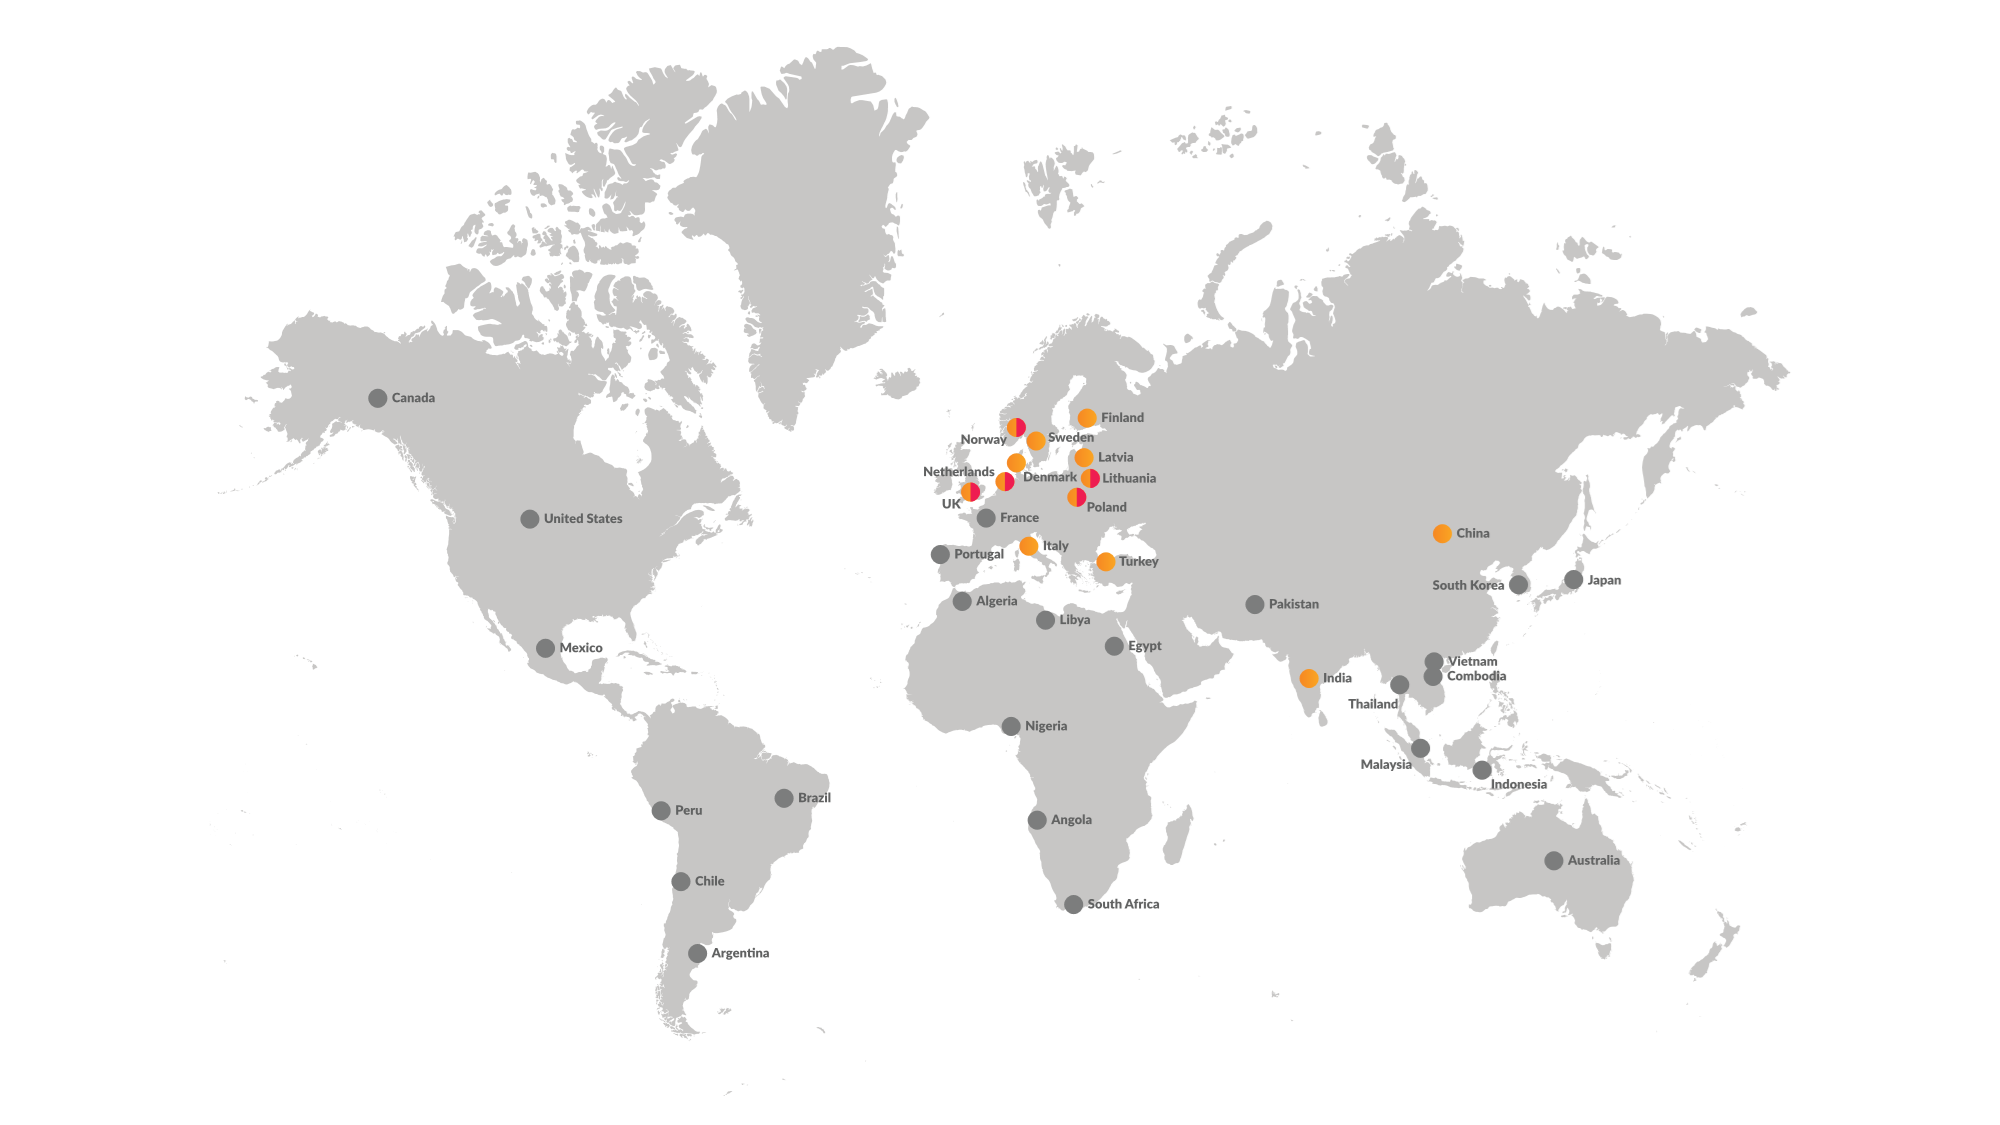 Canada
Finland
Norway
Sweden
Latvia
Netherlands
Denmark
Lithuania
UK
Poland
France
United States
China
Italy
Portugal
Turkey
Japan
South Korea
Algeria
Pakistan
Libya
Egypt
Mexico
Vietnam
Combodia
India
Thailand
Nigeria
Malaysia
Indonesia
Brazil
Peru
Angola
Australia
Chile
South Africa
Argentina